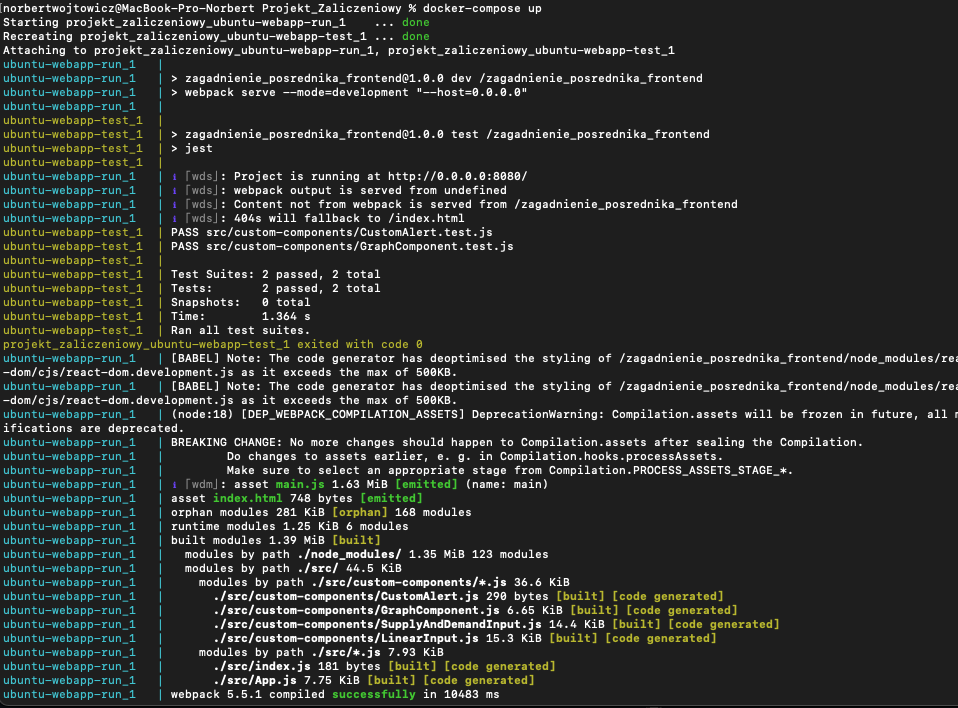 [norbertwojtowicz@MacBook-Pro-Norbert Projekt_Zaliczeniowy % docker-compose up
Starting projekt_zaliczeniowy_ubuntu-webapp-run_1    ... done
Recreating projekt_zaliczeniowy_ubuntu-webapp-test_1 ... done
Attaching to projekt_zaliczeniowy_ubuntu-webapp-run_1, projekt_zaliczeniowy_ubuntu-webapp-test_1
ubuntu-webapp-run_1   |
ubuntu-webapp-run_1   | > zagadnienie_posrednika_frontend@1.0.0 dev /zagadnienie_posrednika_frontend
ubuntu-webapp-run_1   | > webpack serve --mode=development "--host=0.0.0.0"
ubuntu-webapp-run_1   |
ubuntu-webapp-test_1  |
ubuntu-webapp-test_1  | > zagadnienie_posrednika_frontend@1.0.0 test /zagadnienie_posrednika_frontend
ubuntu-webapp-test_1  | > jest
ubuntu-webapp-test_1  |
ubuntu-webapp-run_1   | ℹ ｢wds｣: Project is running at http://0.0.0.0:8080/
ubuntu-webapp-run_1   | ℹ ｢wds｣: webpack output is served from undefined
ubuntu-webapp-run_1   | ℹ ｢wds｣: Content not from webpack is served from /zagadnienie_posrednika_frontend
ubuntu-webapp-run_1   | ℹ ｢wds｣: 404s will fallback to /index.html
ubuntu-webapp-test_1  | PASS src/custom-components/CustomAlert.test.js
ubuntu-webapp-test_1  | PASS src/custom-components/GraphComponent.test.js
ubuntu-webapp-test_1  |
ubuntu-webapp-test_1  | Test Suites: 2 passed, 2 total
ubuntu-webapp-test_1  | Tests:       2 passed, 2 total
ubuntu-webapp-test_1  | Snapshots:   0 total
ubuntu-webapp-test_1  | Time:        1.364 s
ubuntu-webapp-test_1  | Ran all test suites.
projekt_zaliczeniowy_ubuntu-webapp-test_1 exited with code 0
ubuntu-webapp-run_1   | [BABEL] Note: The code generator has deoptimised the styling of /zagadnienie_posrednika_frontend/node_modules/rea
-dom/cjs/react-dom.development.js as it exceeds the max of 500KB.
ubuntu-webapp-run_1   | [BABEL] Note: The code generator has deoptimised the styling of /zagadnienie_posrednika_frontend/node_modules/rea
-dom/cjs/react-dom.development.js as it exceeds the max of 500KB.
ubuntu-webapp-run_1   | (node:18) [DEP_WEBPACK_COMPILATION_ASSETS] DeprecationWarning: Compilation.assets will be frozen in future, all m
ifications are deprecated.
ubuntu-webapp-run_1   | BREAKING CHANGE: No more changes should happen to Compilation.assets after sealing the Compilation.
ubuntu-webapp-run_1   |         Do changes to assets earlier, e. g. in Compilation.hooks.processAssets.
ubuntu-webapp-run_1   |         Make sure to select an appropriate stage from Compilation.PROCESS_ASSETS_STAGE_*.
ubuntu-webapp-run_1   | ℹ ｢wdm｣: asset main.js 1.63 MiB [emitted] (name: main)
ubuntu-webapp-run_1   | asset index.html 748 bytes [emitted]
ubuntu-webapp-run_1   | orphan modules 281 KiB [orphan] 168 modules
ubuntu-webapp-run_1   | runtime modules 1.25 KiB 6 modules
ubuntu-webapp-run_1   | built modules 1.39 MiB [built]
ubuntu-webapp-run_1   |   modules by path ./node_modules/ 1.35 MiB 123 modules
ubuntu-webapp-run_1   |   modules by path ./src/ 44.5 KiB
ubuntu-webapp-run_1   |     modules by path ./src/custom-components/*.js 36.6 KiB
ubuntu-webapp-run_1   |       ./src/custom-components/CustomAlert.js 290 bytes [built] [code generated]
ubuntu-webapp-run_1   |       ./src/custom-components/GraphComponent.js 6.65 KiB [built] [code generated]
ubuntu-webapp-run_1   |       ./src/custom-components/SupplyAndDemandInput.js 14.4 KiB [built] [code generated]
ubuntu-webapp-run_1   |       ./src/custom-components/LinearInput.js 15.3 KiB [built] [code generated]
ubuntu-webapp-run_1   |     modules by path ./src/*.js 7.93 KiB
ubuntu-webapp-run_1   |       ./src/index.js 181 bytes [built] [code generated]
ubuntu-webapp-run_1   |       ./src/App.js 7.75 KiB [built] [code generated]
ubuntu-webapp-run_1   | webpack 5.5.1 compiled successfully in 10483 ms